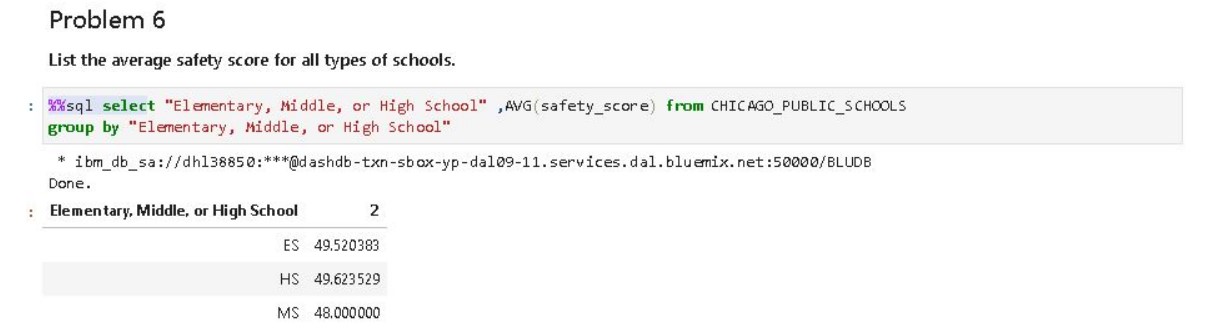 Problem 6
List the average safety score for all types of schools.
: %%sql select "Elementary, Middle, or High School" ,AVG(safety_score) from CHICAGO_PUBLIC_SCHOOLS
group by "Elementary, Middle, or High School"
* ibm_db_sa://dhl38850:***@dashdb-txn-sbox-yp-dal09-11.services.dal.bluemix.net:50000/BLUDB
Done.
: Elementary, Middle, or High School 2
ES 49.520383
HS 49.623529
MS 48.000000